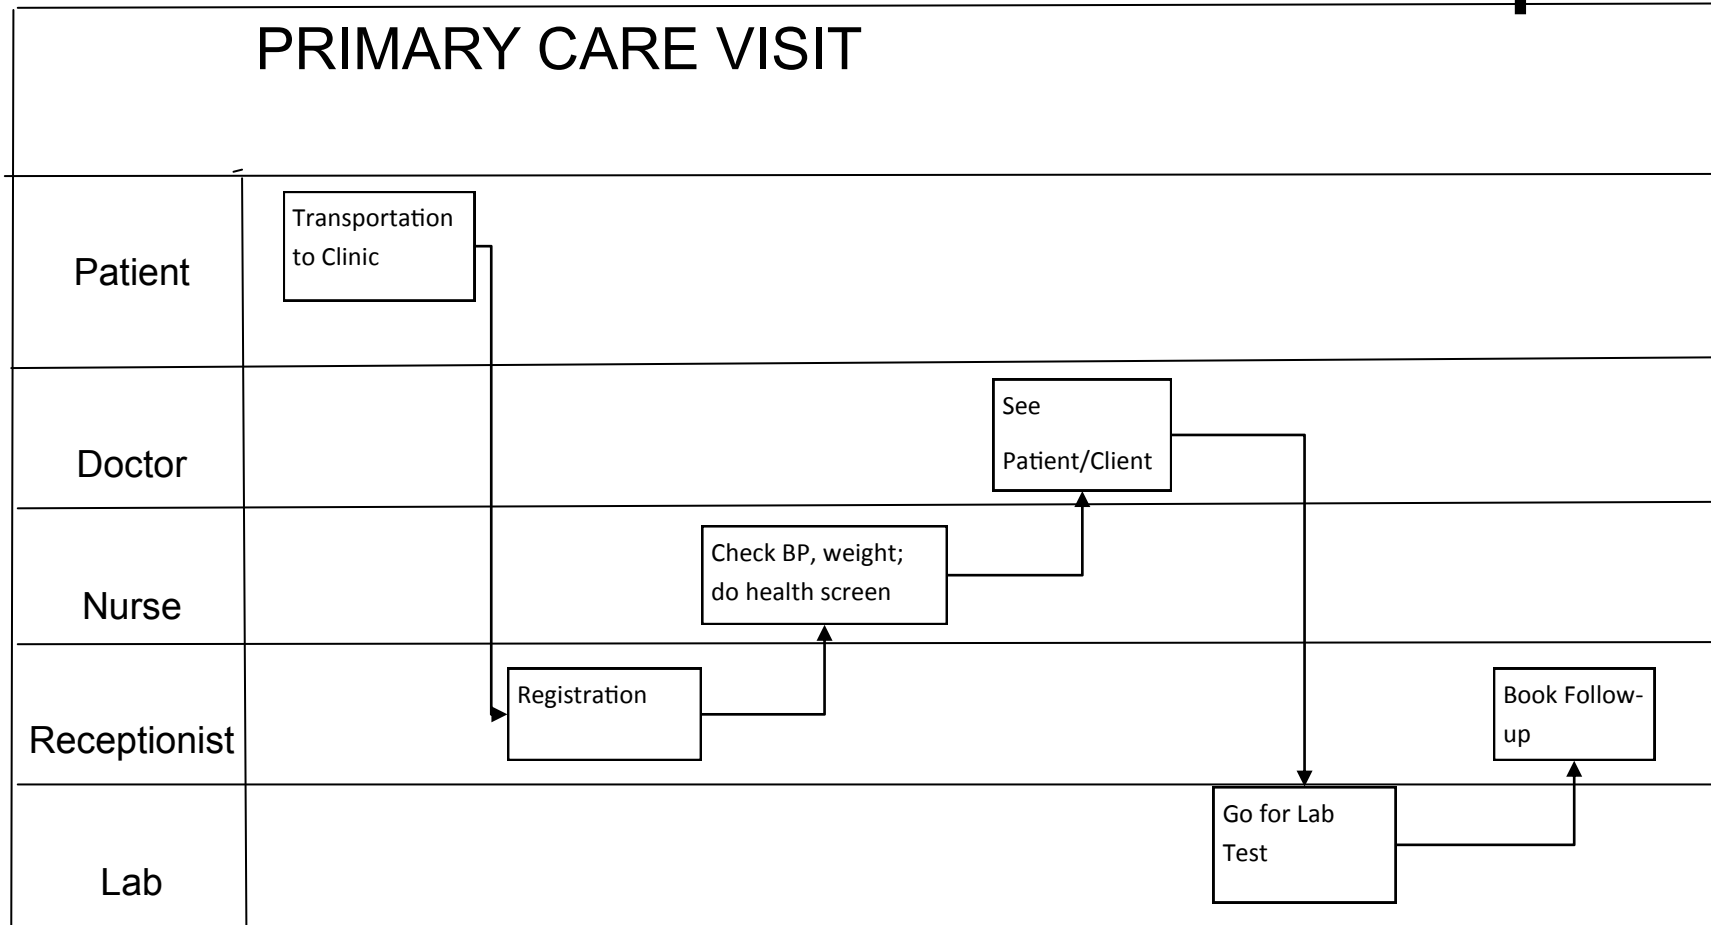 PRIMARY CARE VISIT
Patient
Transportation
to Clinic
Doctor
See
Patient/Client
Nurse
Check BP, weight;
do health screen
Receptionist
Registration
Book Follow-
up
Lab
Go for Lab
Test